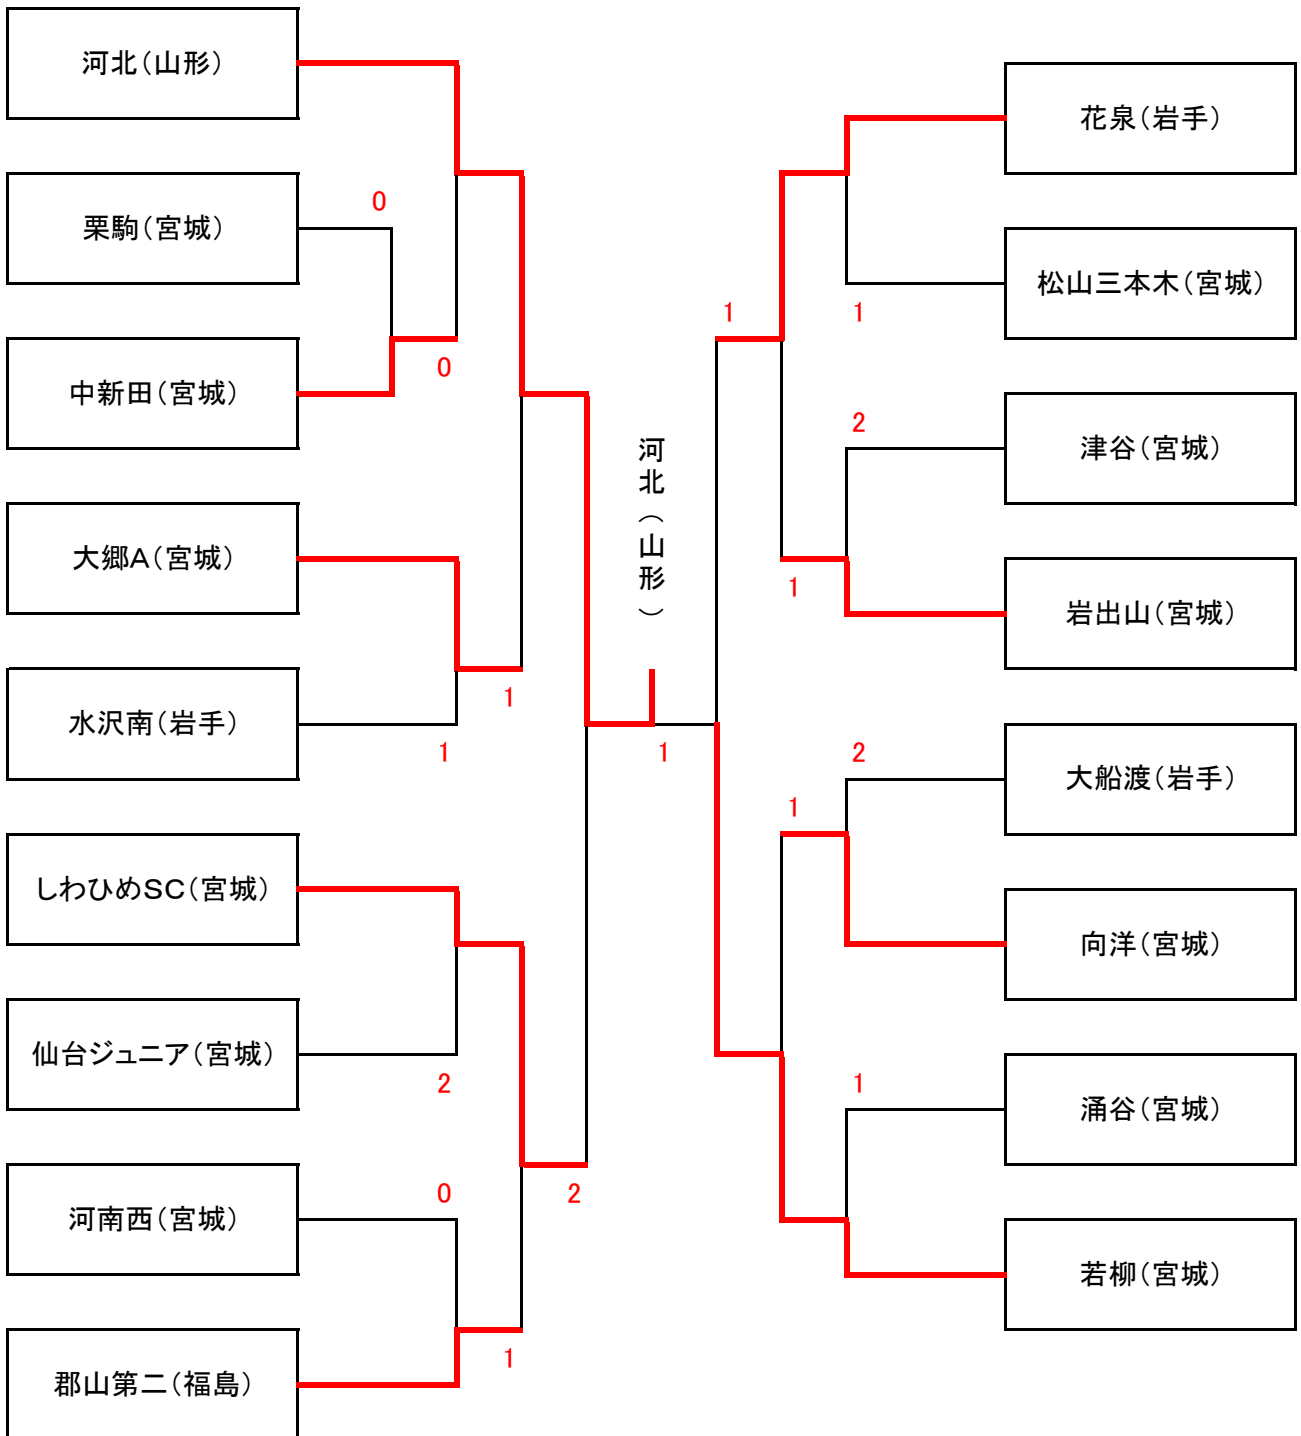 河北(山形)
栗駒(宮城)
0
中新田(宮城)
0
大郷A(宮城)
水沢南(岩手)
1
1
しわひめSC(宮城)
仙台ジュニア(宮城)
2
河南西(宮城)
0
2
郡山第二(福島)
1
河北(山形)
1
花泉(岩手)
松山三本木(宮城)
1
1
津谷(宮城)
2
岩出山(宮城)
1
大船渡(岩手)
2
1
向洋(宮城)
涌谷(宮城)
1
若柳(宮城)